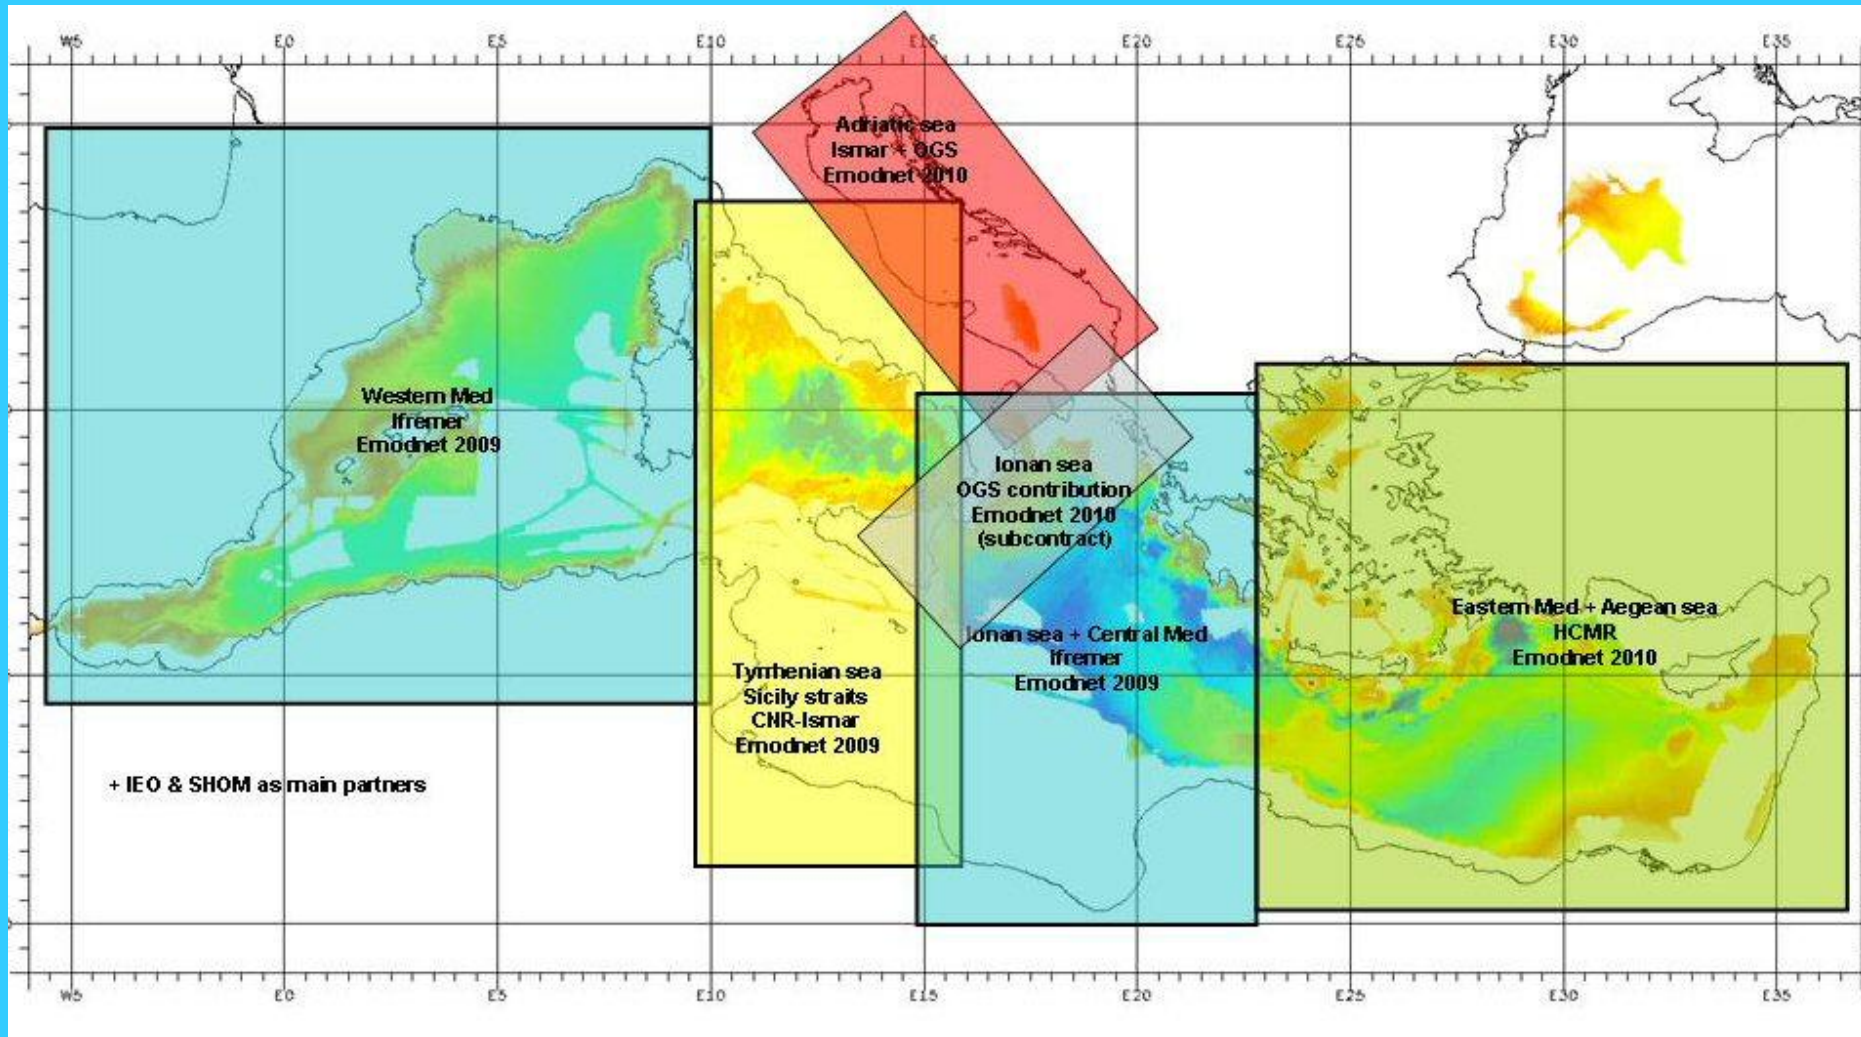 W5 E0 E5 E10 E15 E20 E25 E30 E35
Adriatic sea
Ismar + OGS
Emodnet 2010
Western Med
Ifremer
Emodnet 2009
Ionan sea
OGS contribution
Emodnet 2010
(subcontract)
Eastern Med + Aegean sea
HCMR
Emodnet 2010
Ionan sea + Central Med
Ifremer
Emodnet 2009
Tyrrhenian sea
Sicily straits
CNR-Ismar
Emodnet 2009
+ IEO & SHOM as main partners
W5 E0 E5 E10 E15 E20 E25 E30 E35